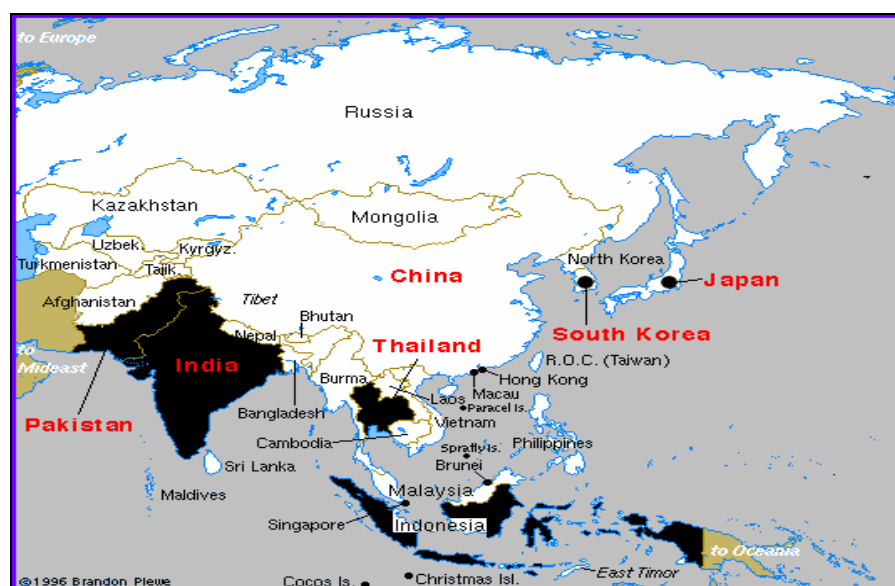 to Europe
Russia
Kazakhstan
Mongolia
Uzbek.
Kyrgyz.
North Korea
Turkmenistan
Tajik.
China
Japan
Afghanistan
Tibet
South Korea
Bhutan
Nepal
to
Mideast
India
Thailand
R.O.C. (Taiwan)
Burma
Hong Kong
Laos
Macau
Paracel Is.
Pakistan
Bangladesh
Vietnam
Cambodia
Spratly Is.
Philippines
Sri Lanka
Brunei
Maldives
Malaysia
Singapore
Indonesia
to Oceania
East Timor
©1996 Brandon Plewe
Cocos Is.
Christmas Isl.